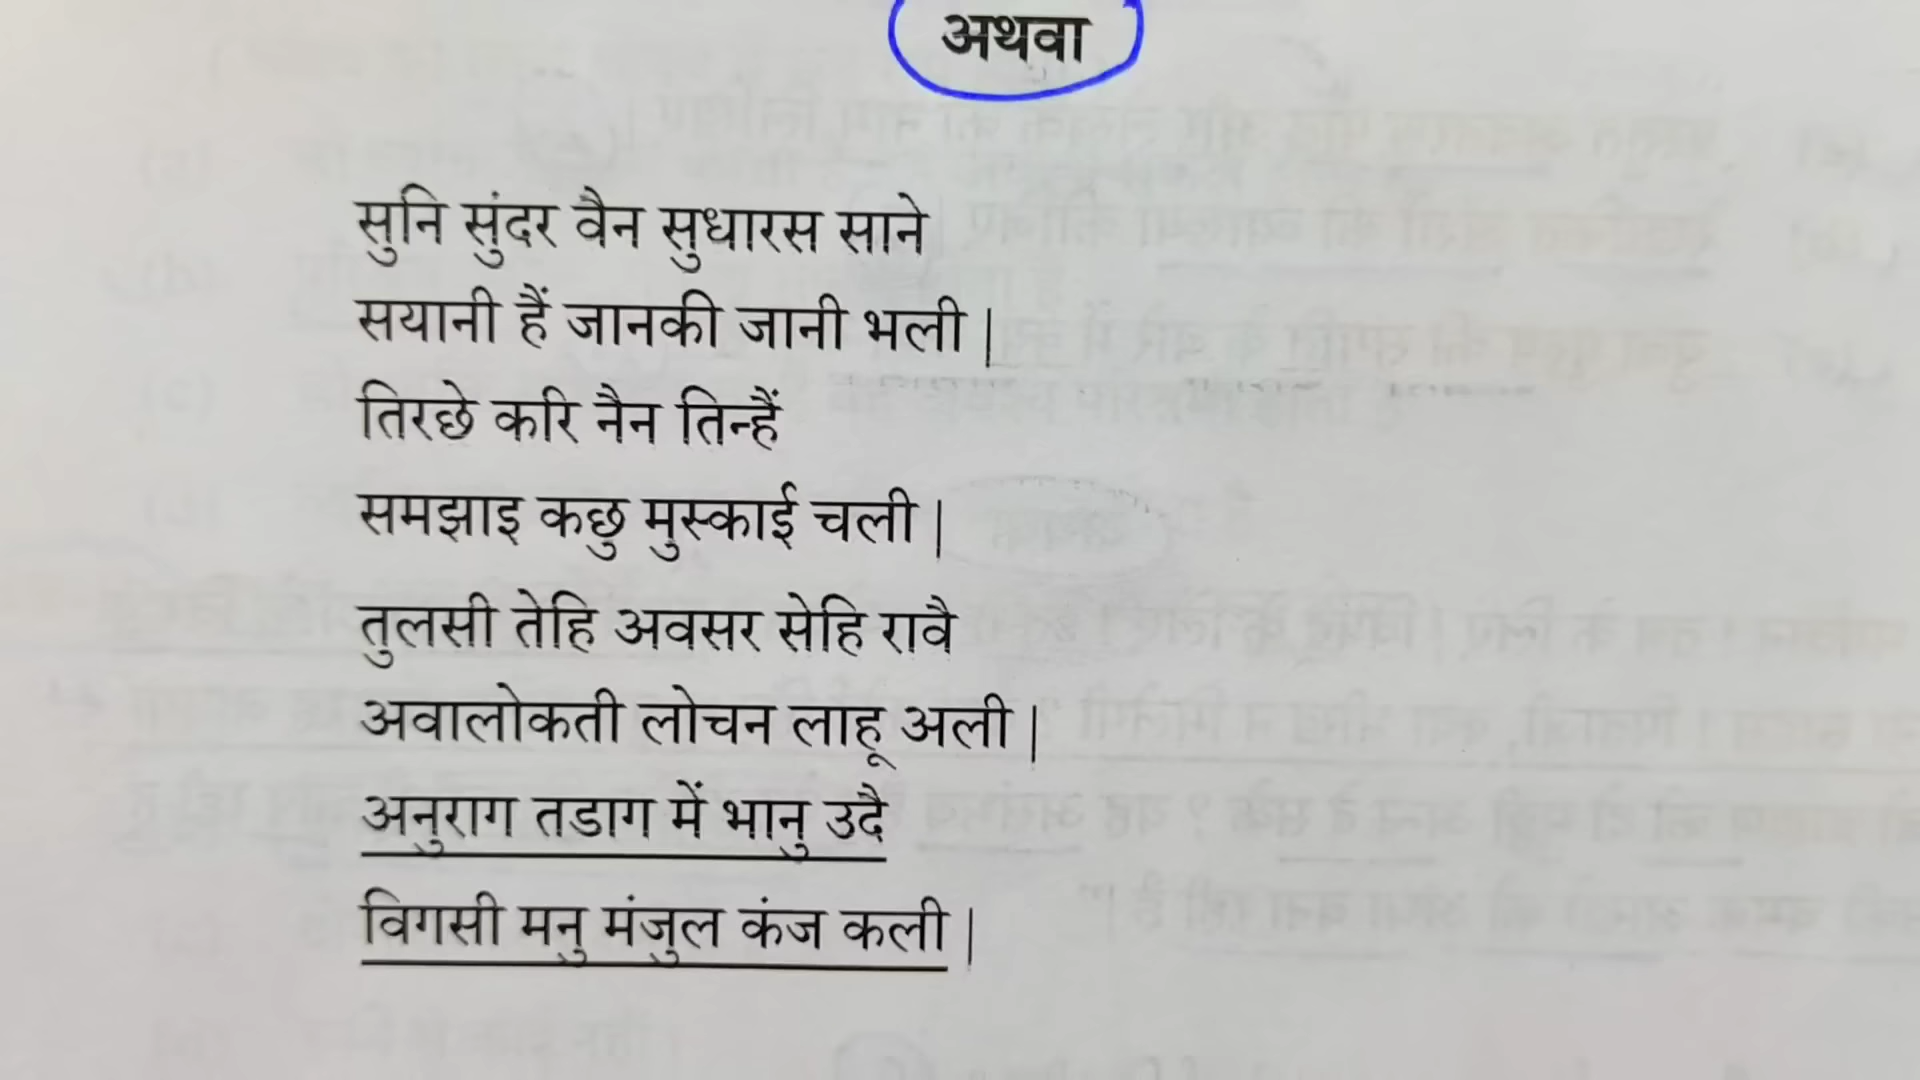 अथवा
सुनि सुंदर वैन सुधारस साने
सयानी हैं जानकी जानी भली |
तिरछे करि नैन तिन्हैं
समझाइ कछु मुस्काई चली |
तुलसी तेहि अवसर सेहि रावै
अवालोकती लोचन लाहू अली |
अनुराग तडाग में भानु उदै
विगसी मनु मंजुल कंज कली |